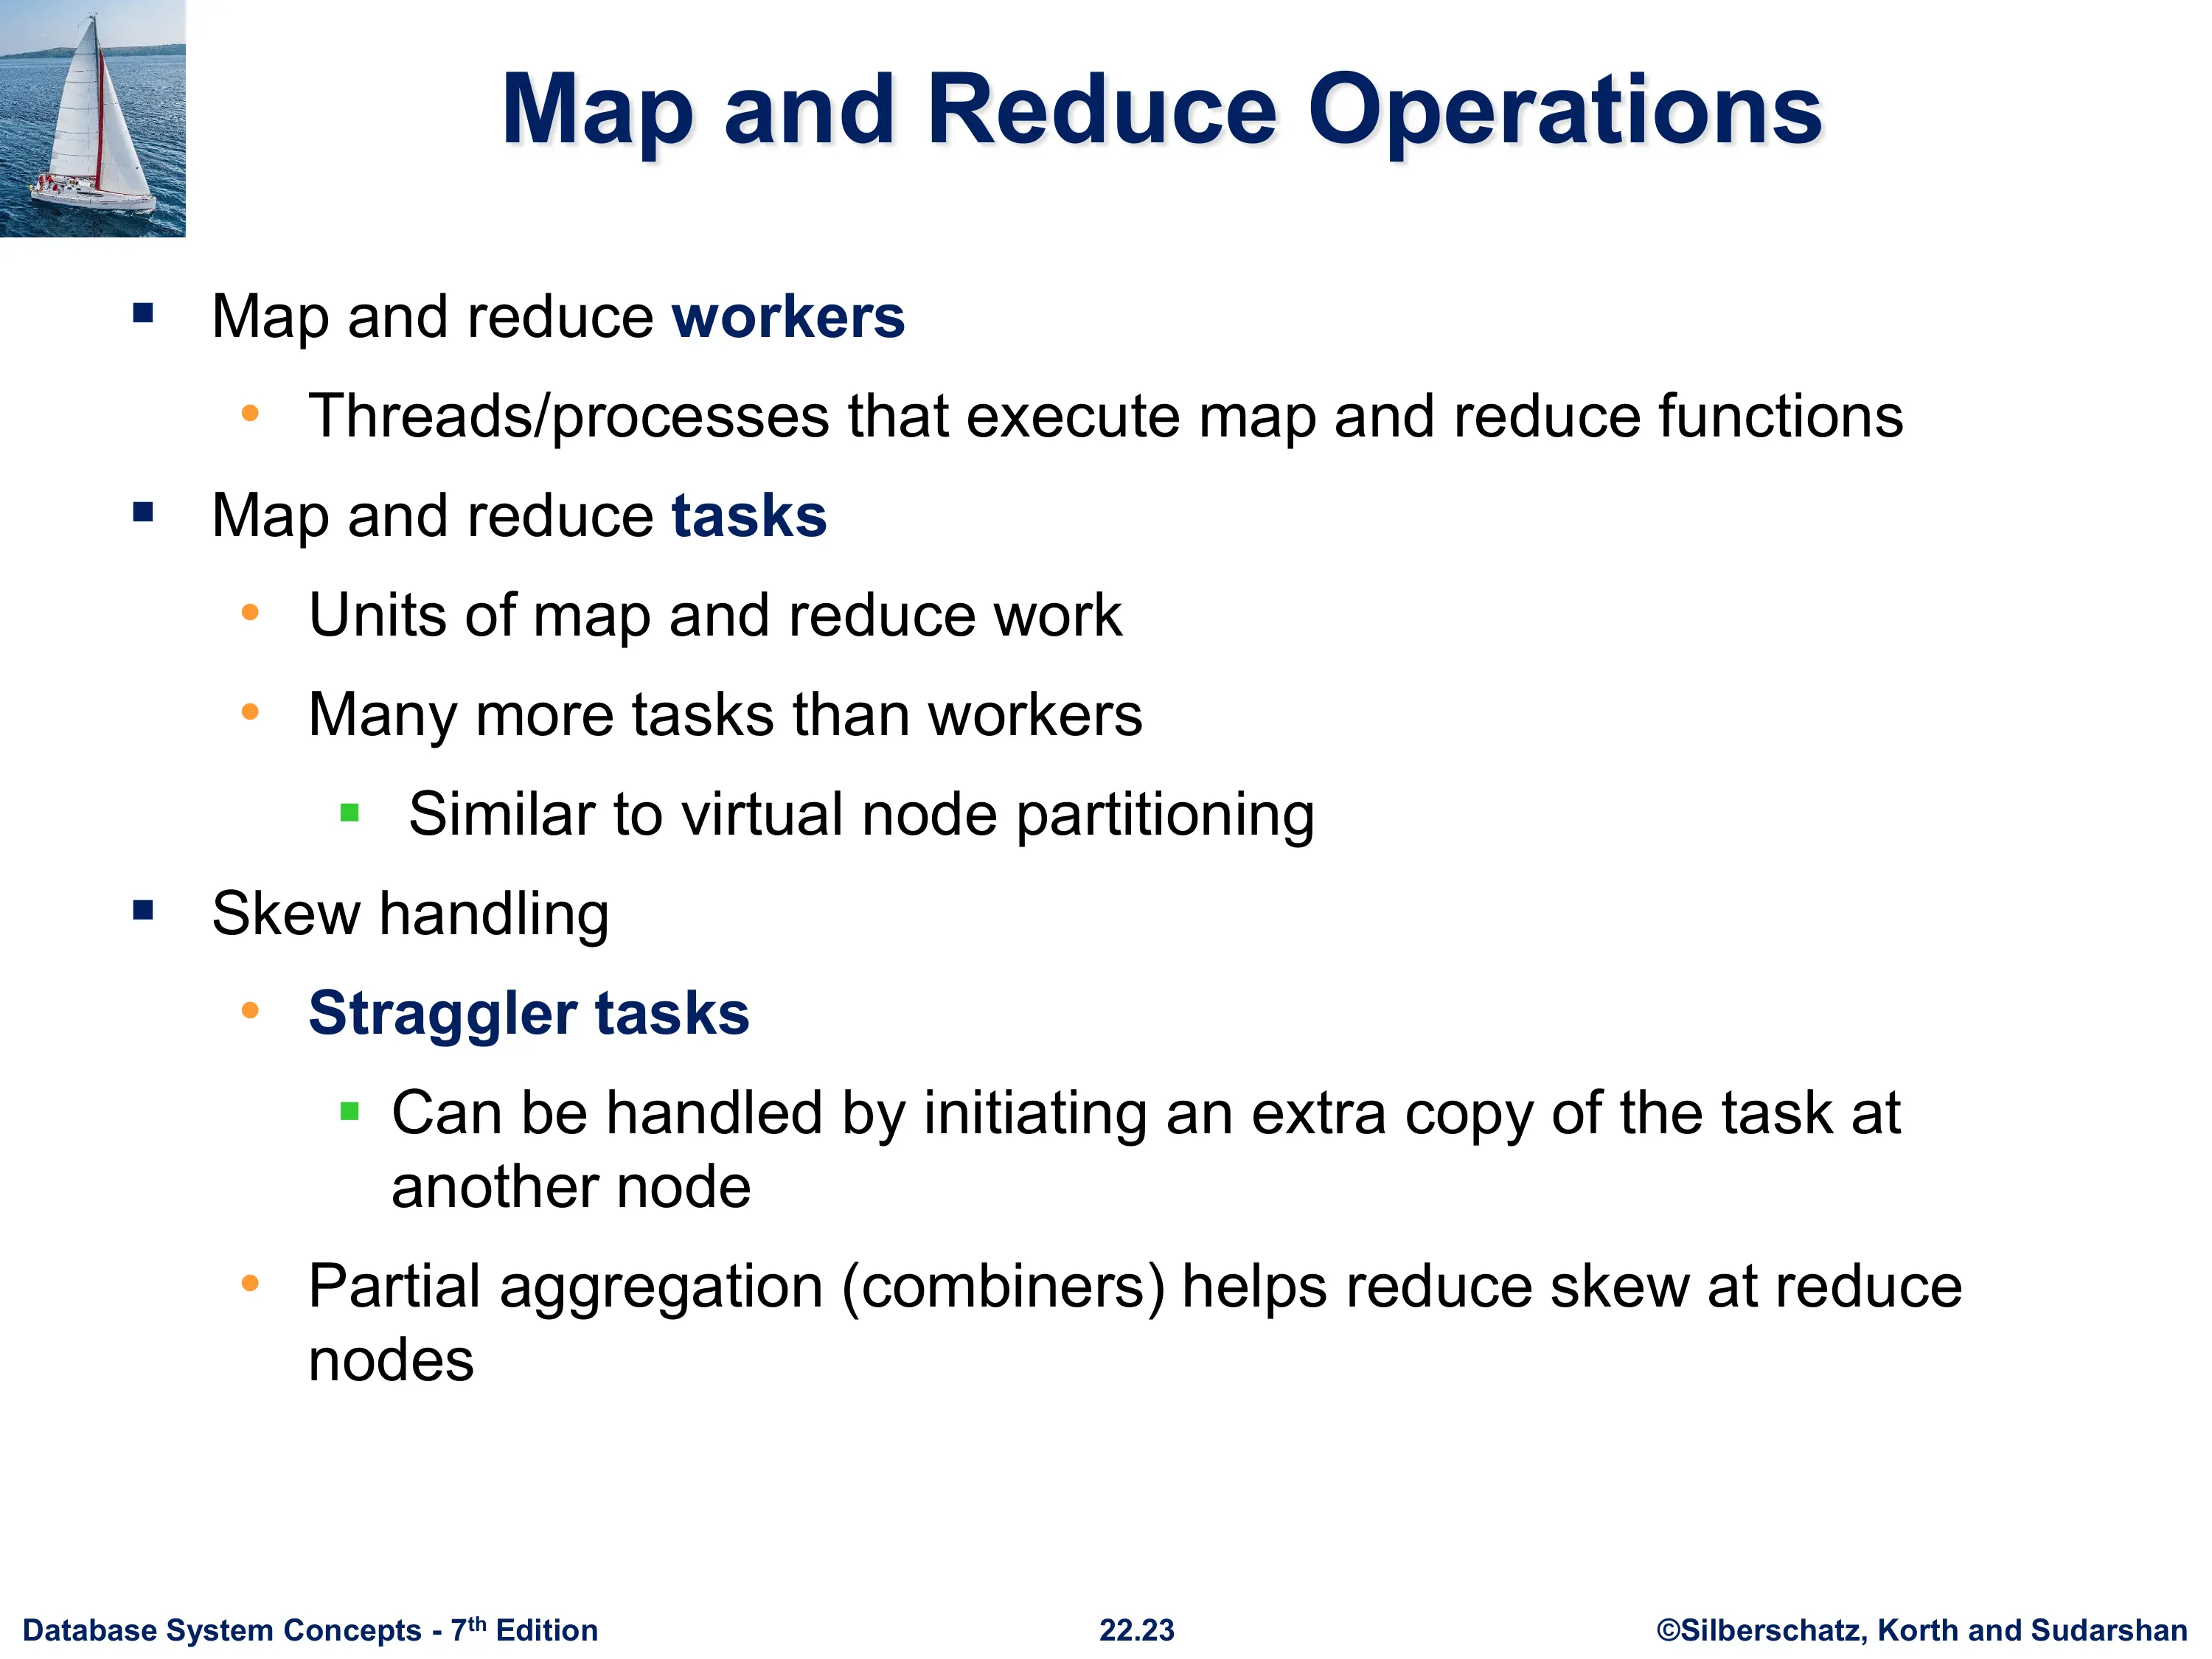 Map and Reduce Operations
▪ Map and reduce workers
• Threads/processes that execute map and reduce functions
▪ Map and reduce tasks
• Units of map and reduce work
• Many more tasks than workers
▪ Similar to virtual node partitioning
▪ Skew handling
• Straggler tasks
▪ Can be handled by initiating an extra copy of the task at
another node
• Partial aggregation (combiners) helps reduce skew at reduce
nodes
Database System Concepts - 7th Edition
22.23
©Silberschatz, Korth and Sudarshan